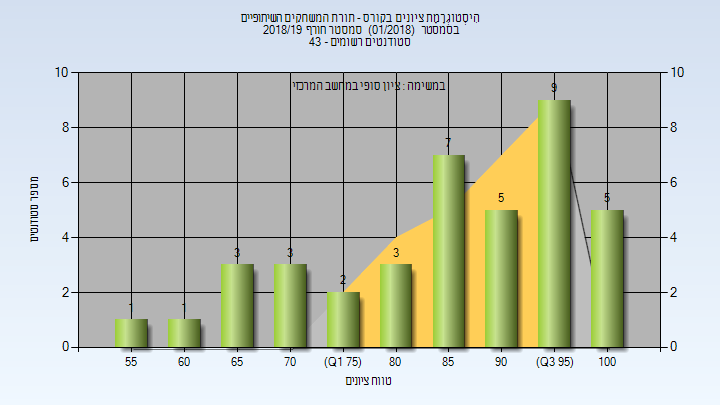 היסטוגרמת ציונים בקורס - תורת המשחקים השיתופיים
בסמסטר (01/2018) סמסטר חורף 2018/19
סטודנטים רשומים - 43
במשימה : ציון סופי במחשב המרכזי
מספר סטודנטים
10 8 6 4 2 0
1 1 3 3 2 3 7 5 9 5
10 8 6 4 2 0
55 60 65 70 (Q1 75) 80 85 90 (Q3 95) 100
טווח ציונים